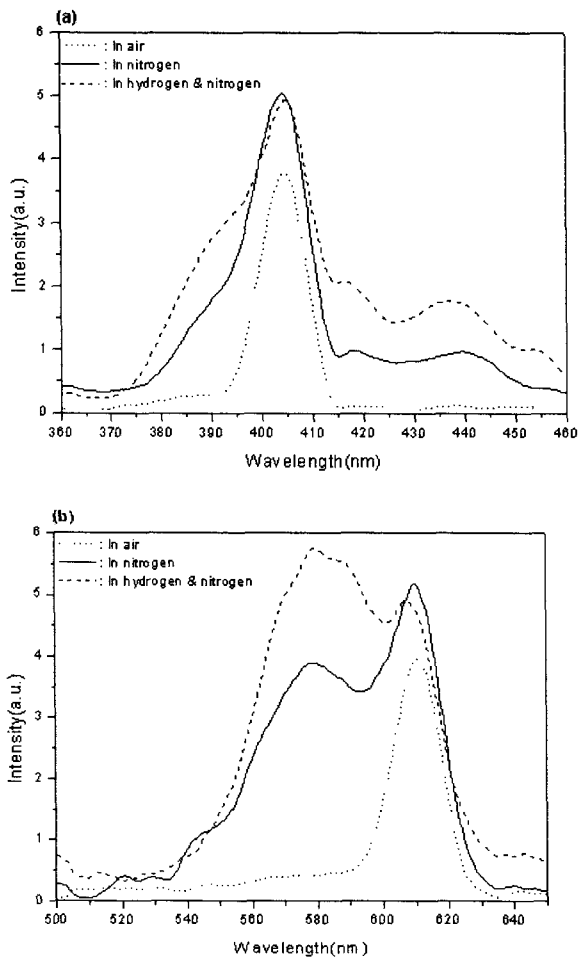 (a)
6
5
4
3
2
1
0
Intensity(a.u.)
: In air
: In nitrogen
: In hydrogen & nitrogen
360 370 380 390 400 410 420 430 440 450 460
Wavelength(nm)
(b)
6
5
4
3
2
1
0
Intensity(a.u.)
: In air
: In nitrogen
: In hydrogen & nitrogen
500 520 540 560 580 600 620 640
Wavelength(nm)